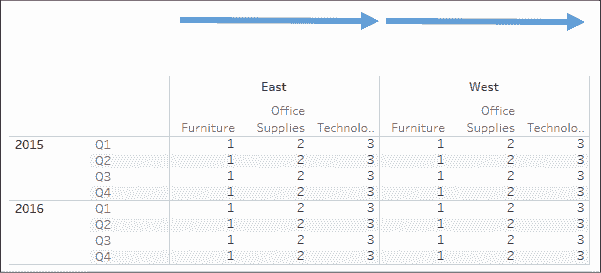 East West
Office Office
Furniture Supplies Technolo.. Furniture Supplies Technolo..
2015 Q1 1 2 3 1 2 3
Q2 1 2 3 1 2 3
Q3 1 2 3 1 2 3
Q4 1 2 3 1 2 3
2016 Q1 1 2 3 1 2 3
Q2 1 2 3 1 2 3
Q3 1 2 3 1 2 3
Q4 1 2 3 1 2 3